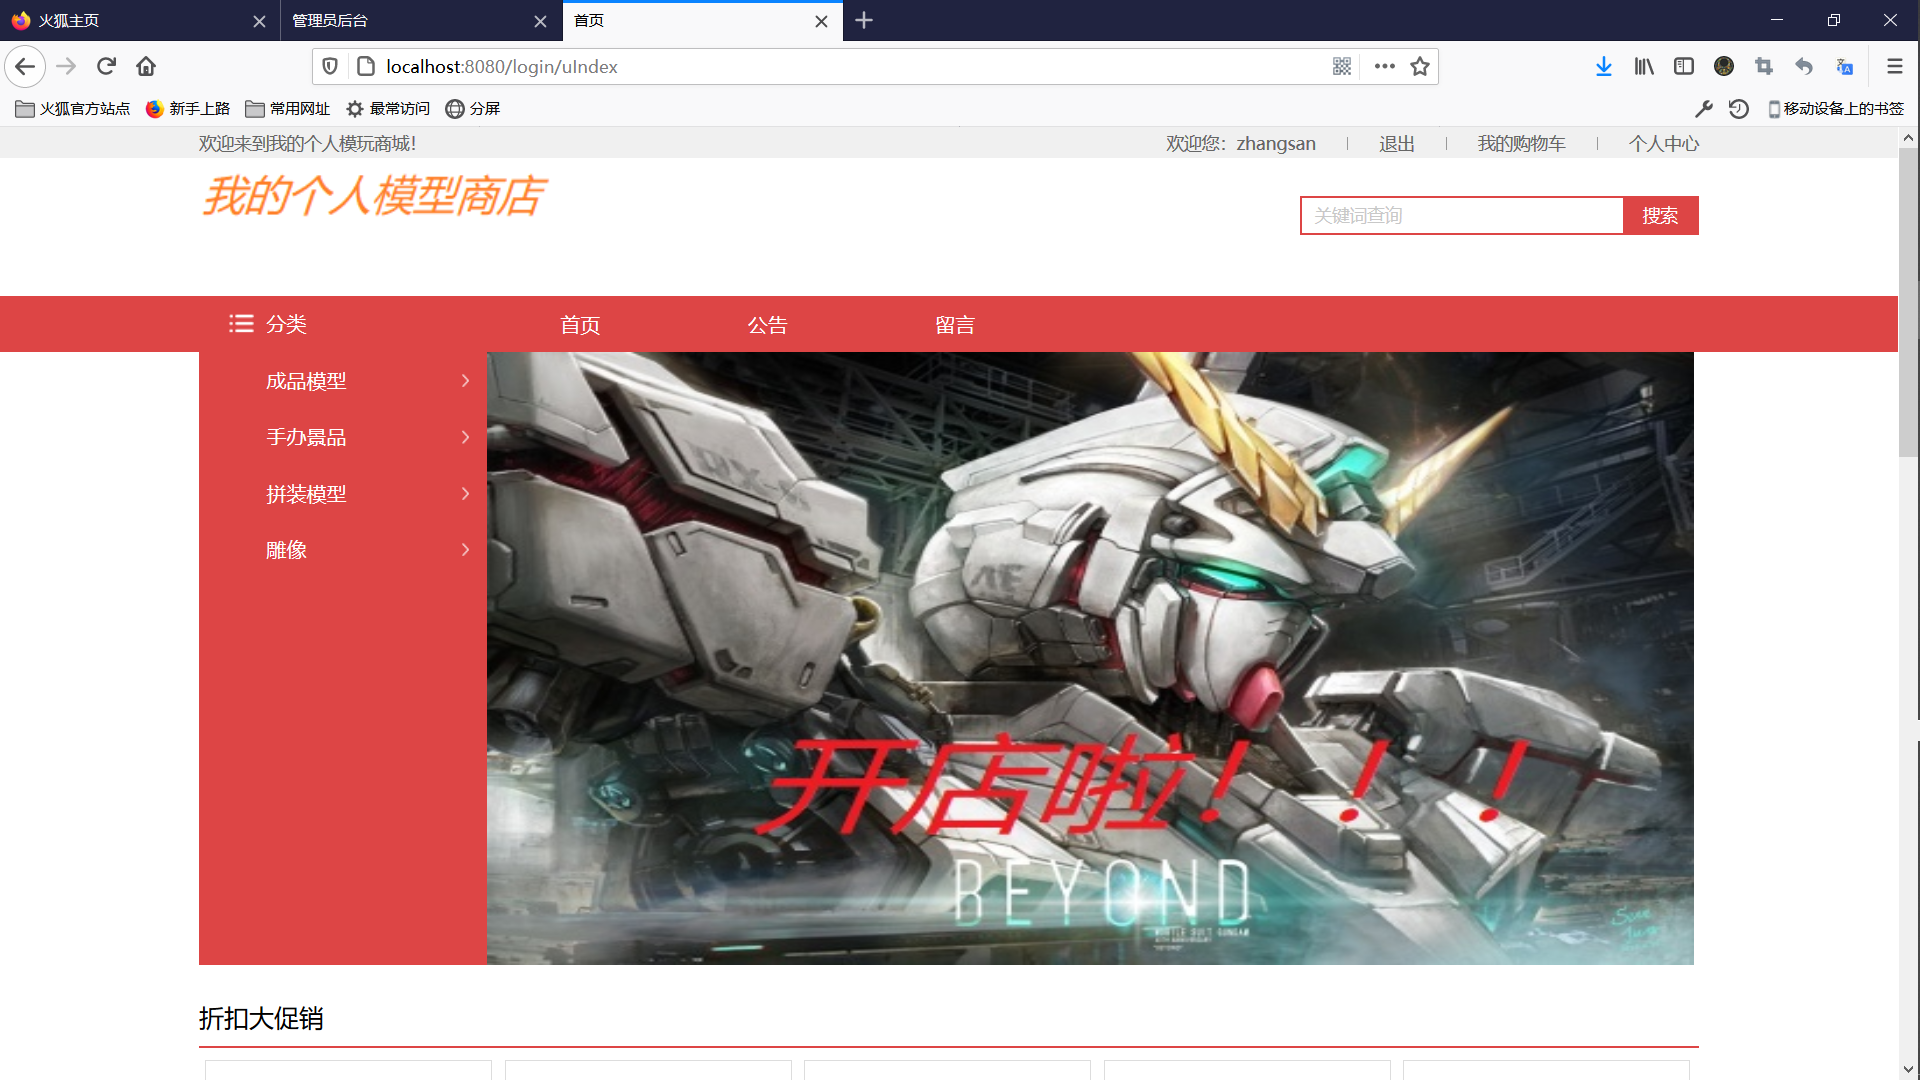 火狐主页
管理员后台
首页
localhost:8080/login/uIndex
火狐官方站点
新手上路
常用网址
最常访问
分屏
移动设备上的书签
欢迎来到我的个人模玩商城！
欢迎您：zhangsan
退出
我的购物车
个人中心
我的个人模型商店
关键词查询
搜索
分类
首页
公告
留言
成品模型
手办景品
拼装模型
雕像
开店啦！！！
BEYOND
折扣大促销